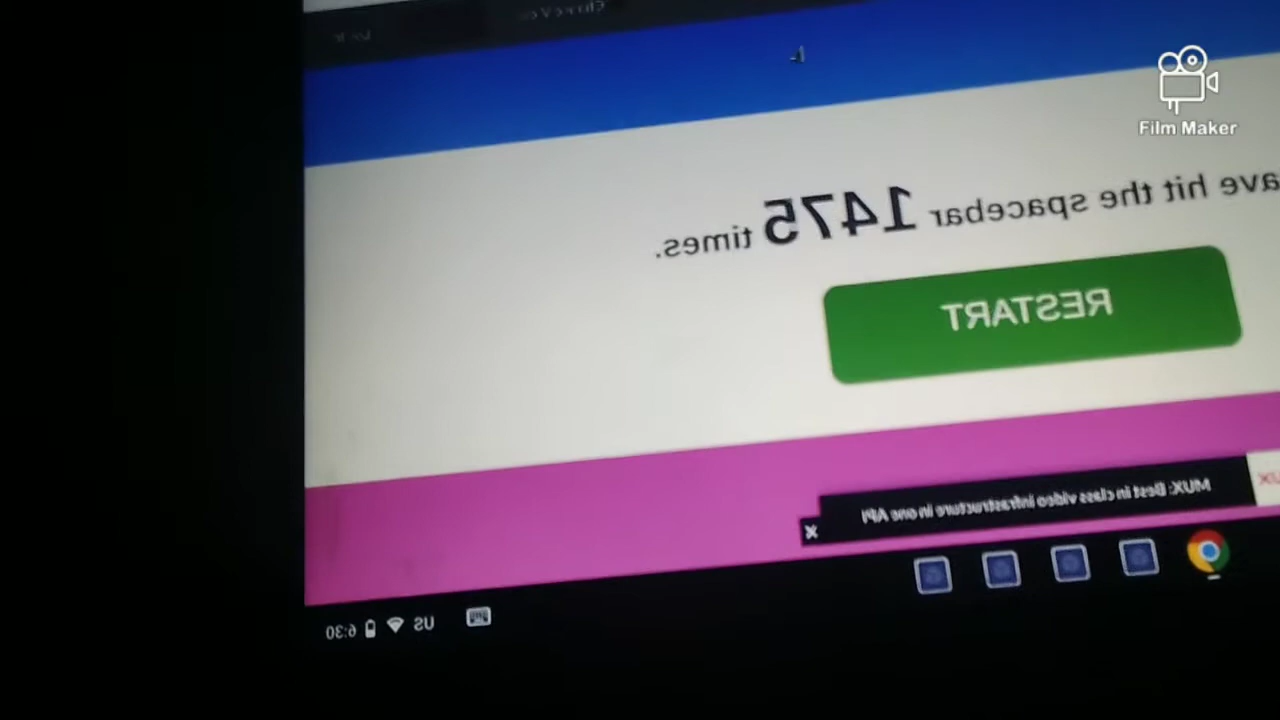 Film Maker
ave hit the spacebar 1475 times.
RESTART
MUX: Best in class video infrastructure in one API
UX
x
US 6:30